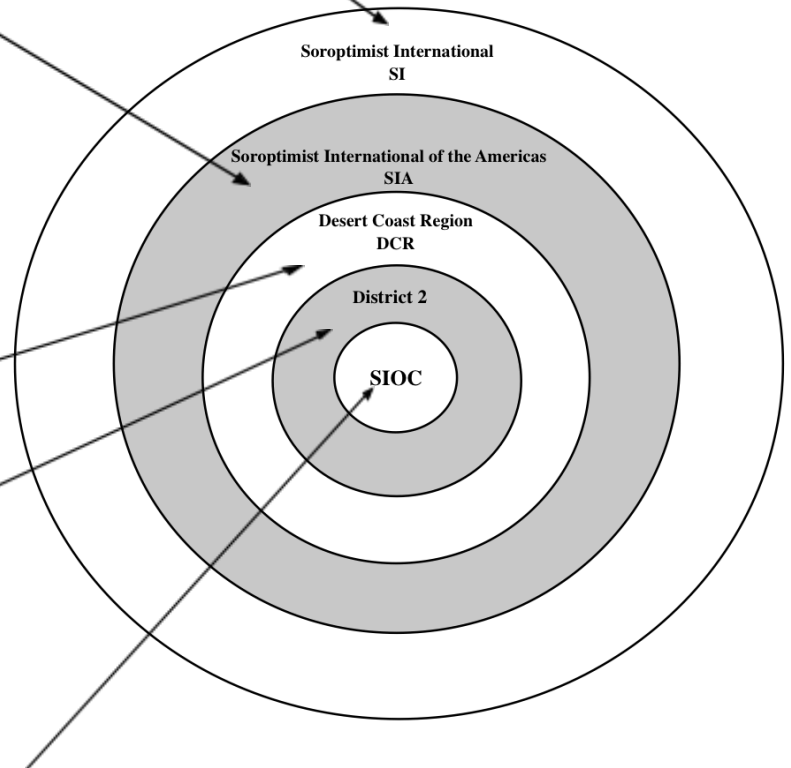 Soroptimist International
SI
Soroptimist International of the Americas
SIA
Desert Coast Region
DCR
District 2
SIOC